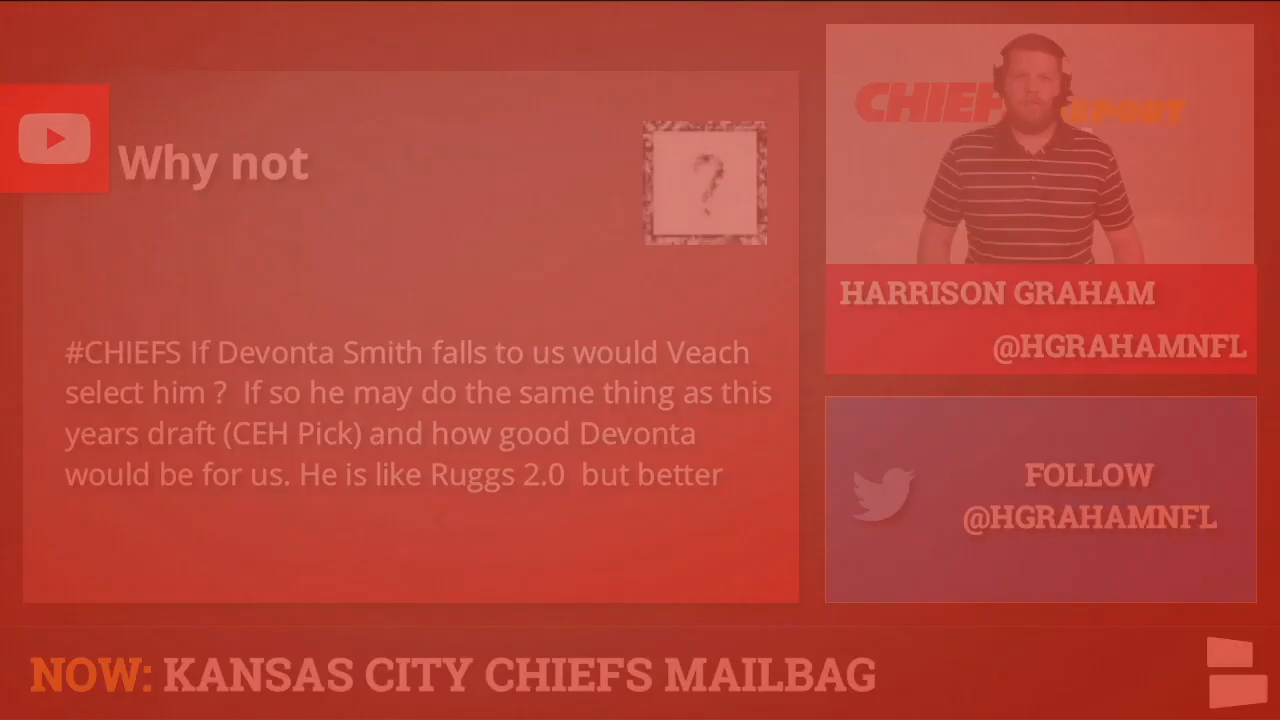 Why not
?
#CHIEFS If Devonta Smith falls to us would Veach
select him ?  If so he may do the same thing as this
years draft (CEH Pick) and how good Devonta
would be for us. He is like Ruggs 2.0  but better
CHIEF EPORT
HARRISON GRAHAM
@HGRAHAMNFL
FOLLOW
@HGRAHAMNFL
NOW: KANSAS CITY CHIEFS MAILBAG